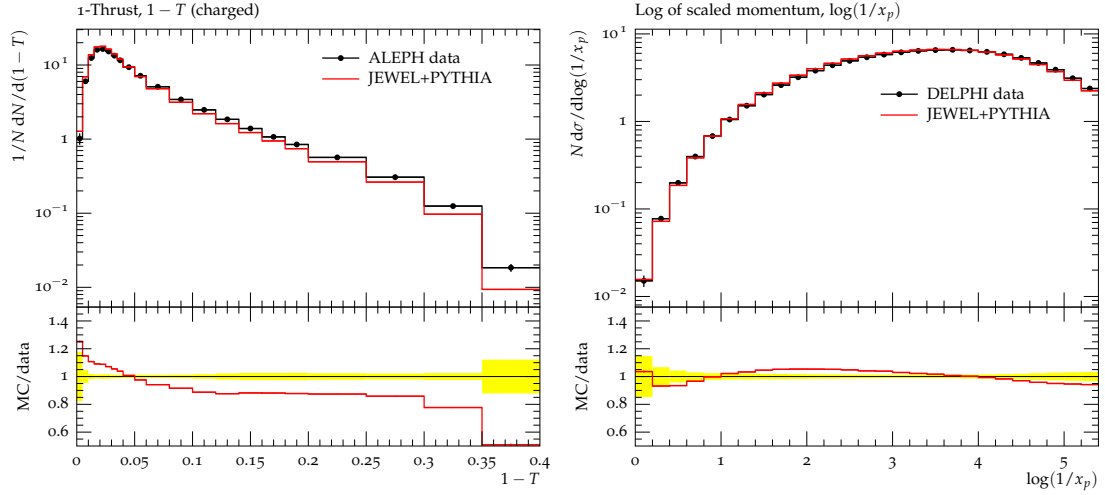 1-Thrust, 1 − T (charged)
ALEPH data
JEWEL+PYTHIA
10^1
1
10^−1
10^−2
1/N dN/d(1 − T)
1.4
1.2
1
0.8
0.6
MC/data
0 0.05 0.1 0.15 0.2 0.25 0.3 0.35 0.4
1 − T
Log of scaled momentum, log(1/x_p)
DELPHI data
JEWEL+PYTHIA
10^1
1
10^−1
10^−2
N dσ/dlog(1/x_p)
1.4
1.2
1
0.8
0.6
MC/data
0 1 2 3 4 5
log(1/x_p)